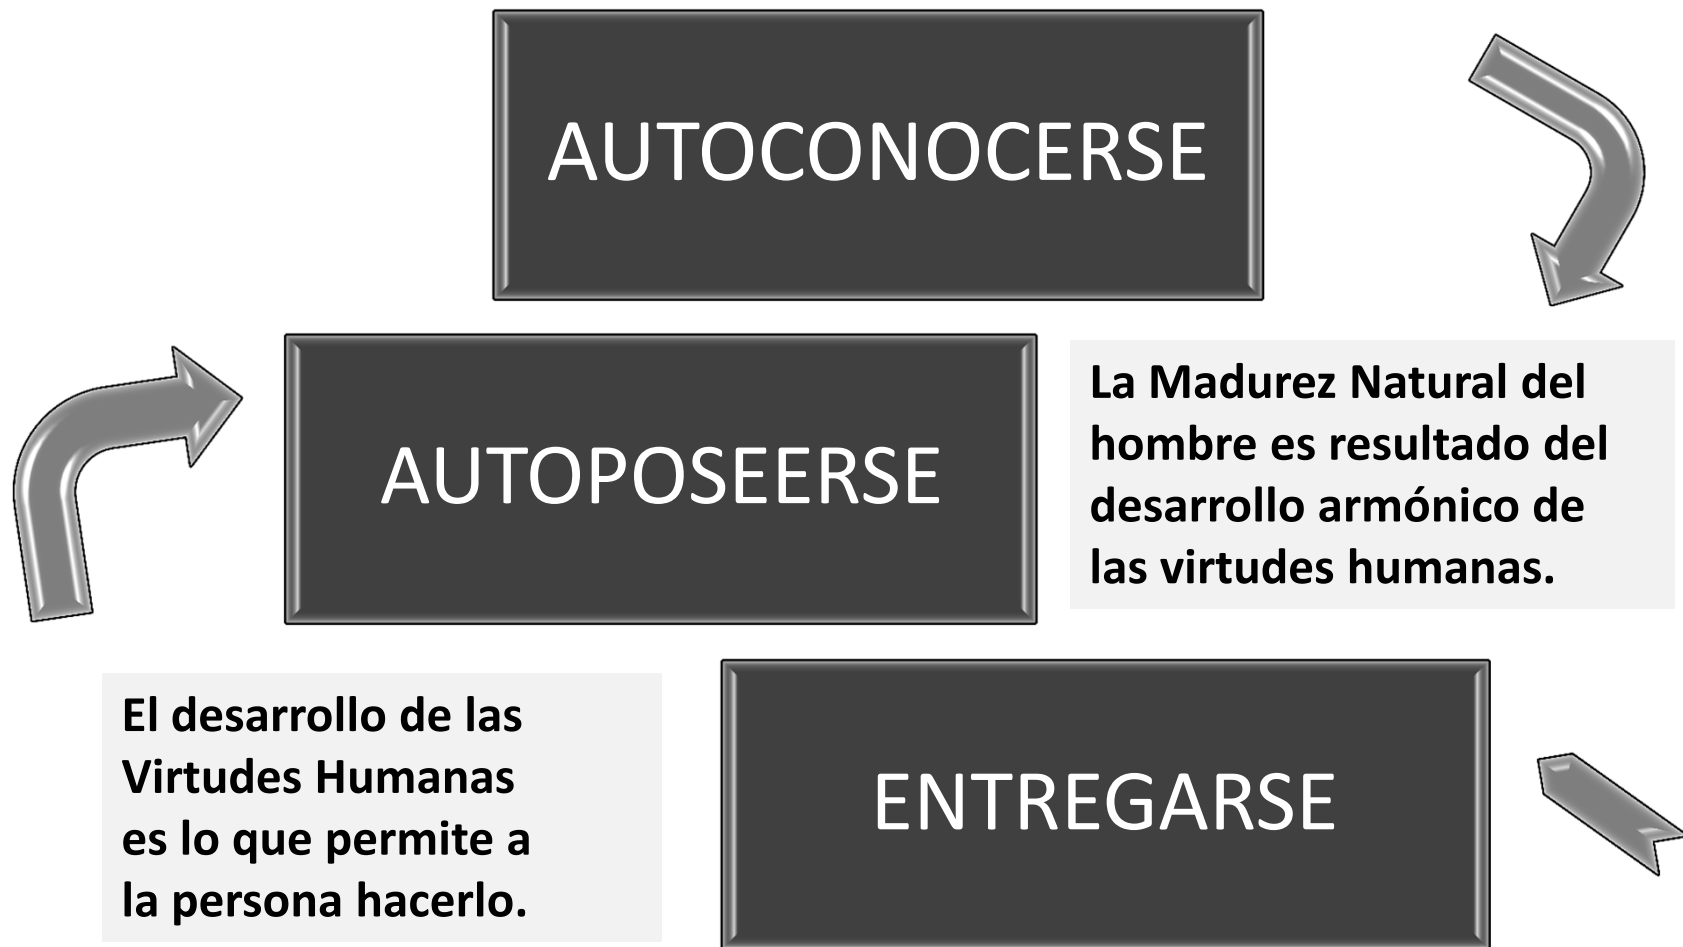 AUTOCONOCERSE
AUTOPOSEERSE
La Madurez Natural del
hombre es resultado del
desarrollo armónico de
las virtudes humanas.
El desarrollo de las
Virtudes Humanas
es lo que permite a
la persona hacerlo.
ENTREGARSE